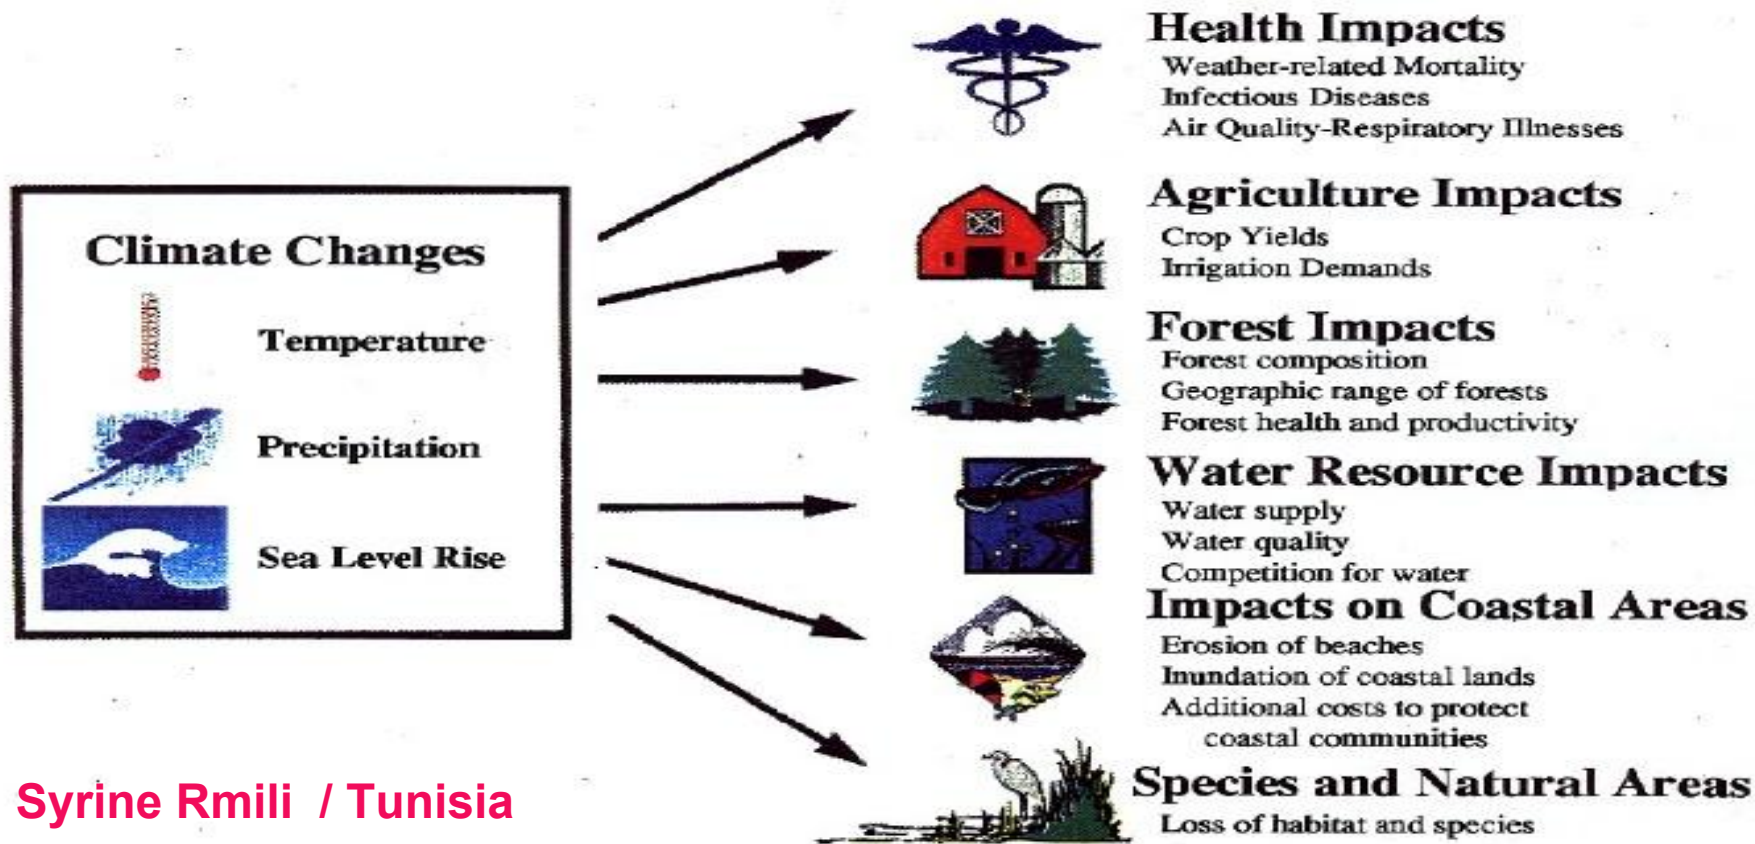 Climate Changes
Temperature
Precipitation
Sea Level Rise
Health Impacts
Weather-related Mortality
Infectious Diseases
Air Quality-Respiratory Illnesses
Agriculture Impacts
Crop Yields
Irrigation Demands
Forest Impacts
Forest composition
Geographic range of forests
Forest health and productivity
Water Resource Impacts
Water supply
Water quality
Competition for water
Impacts on Coastal Areas
Erosion of beaches
Inundation of coastal lands
Additional costs to protect
coastal communities
Species and Natural Areas
Loss of habitat and species
Syrine Rmili / Tunisia